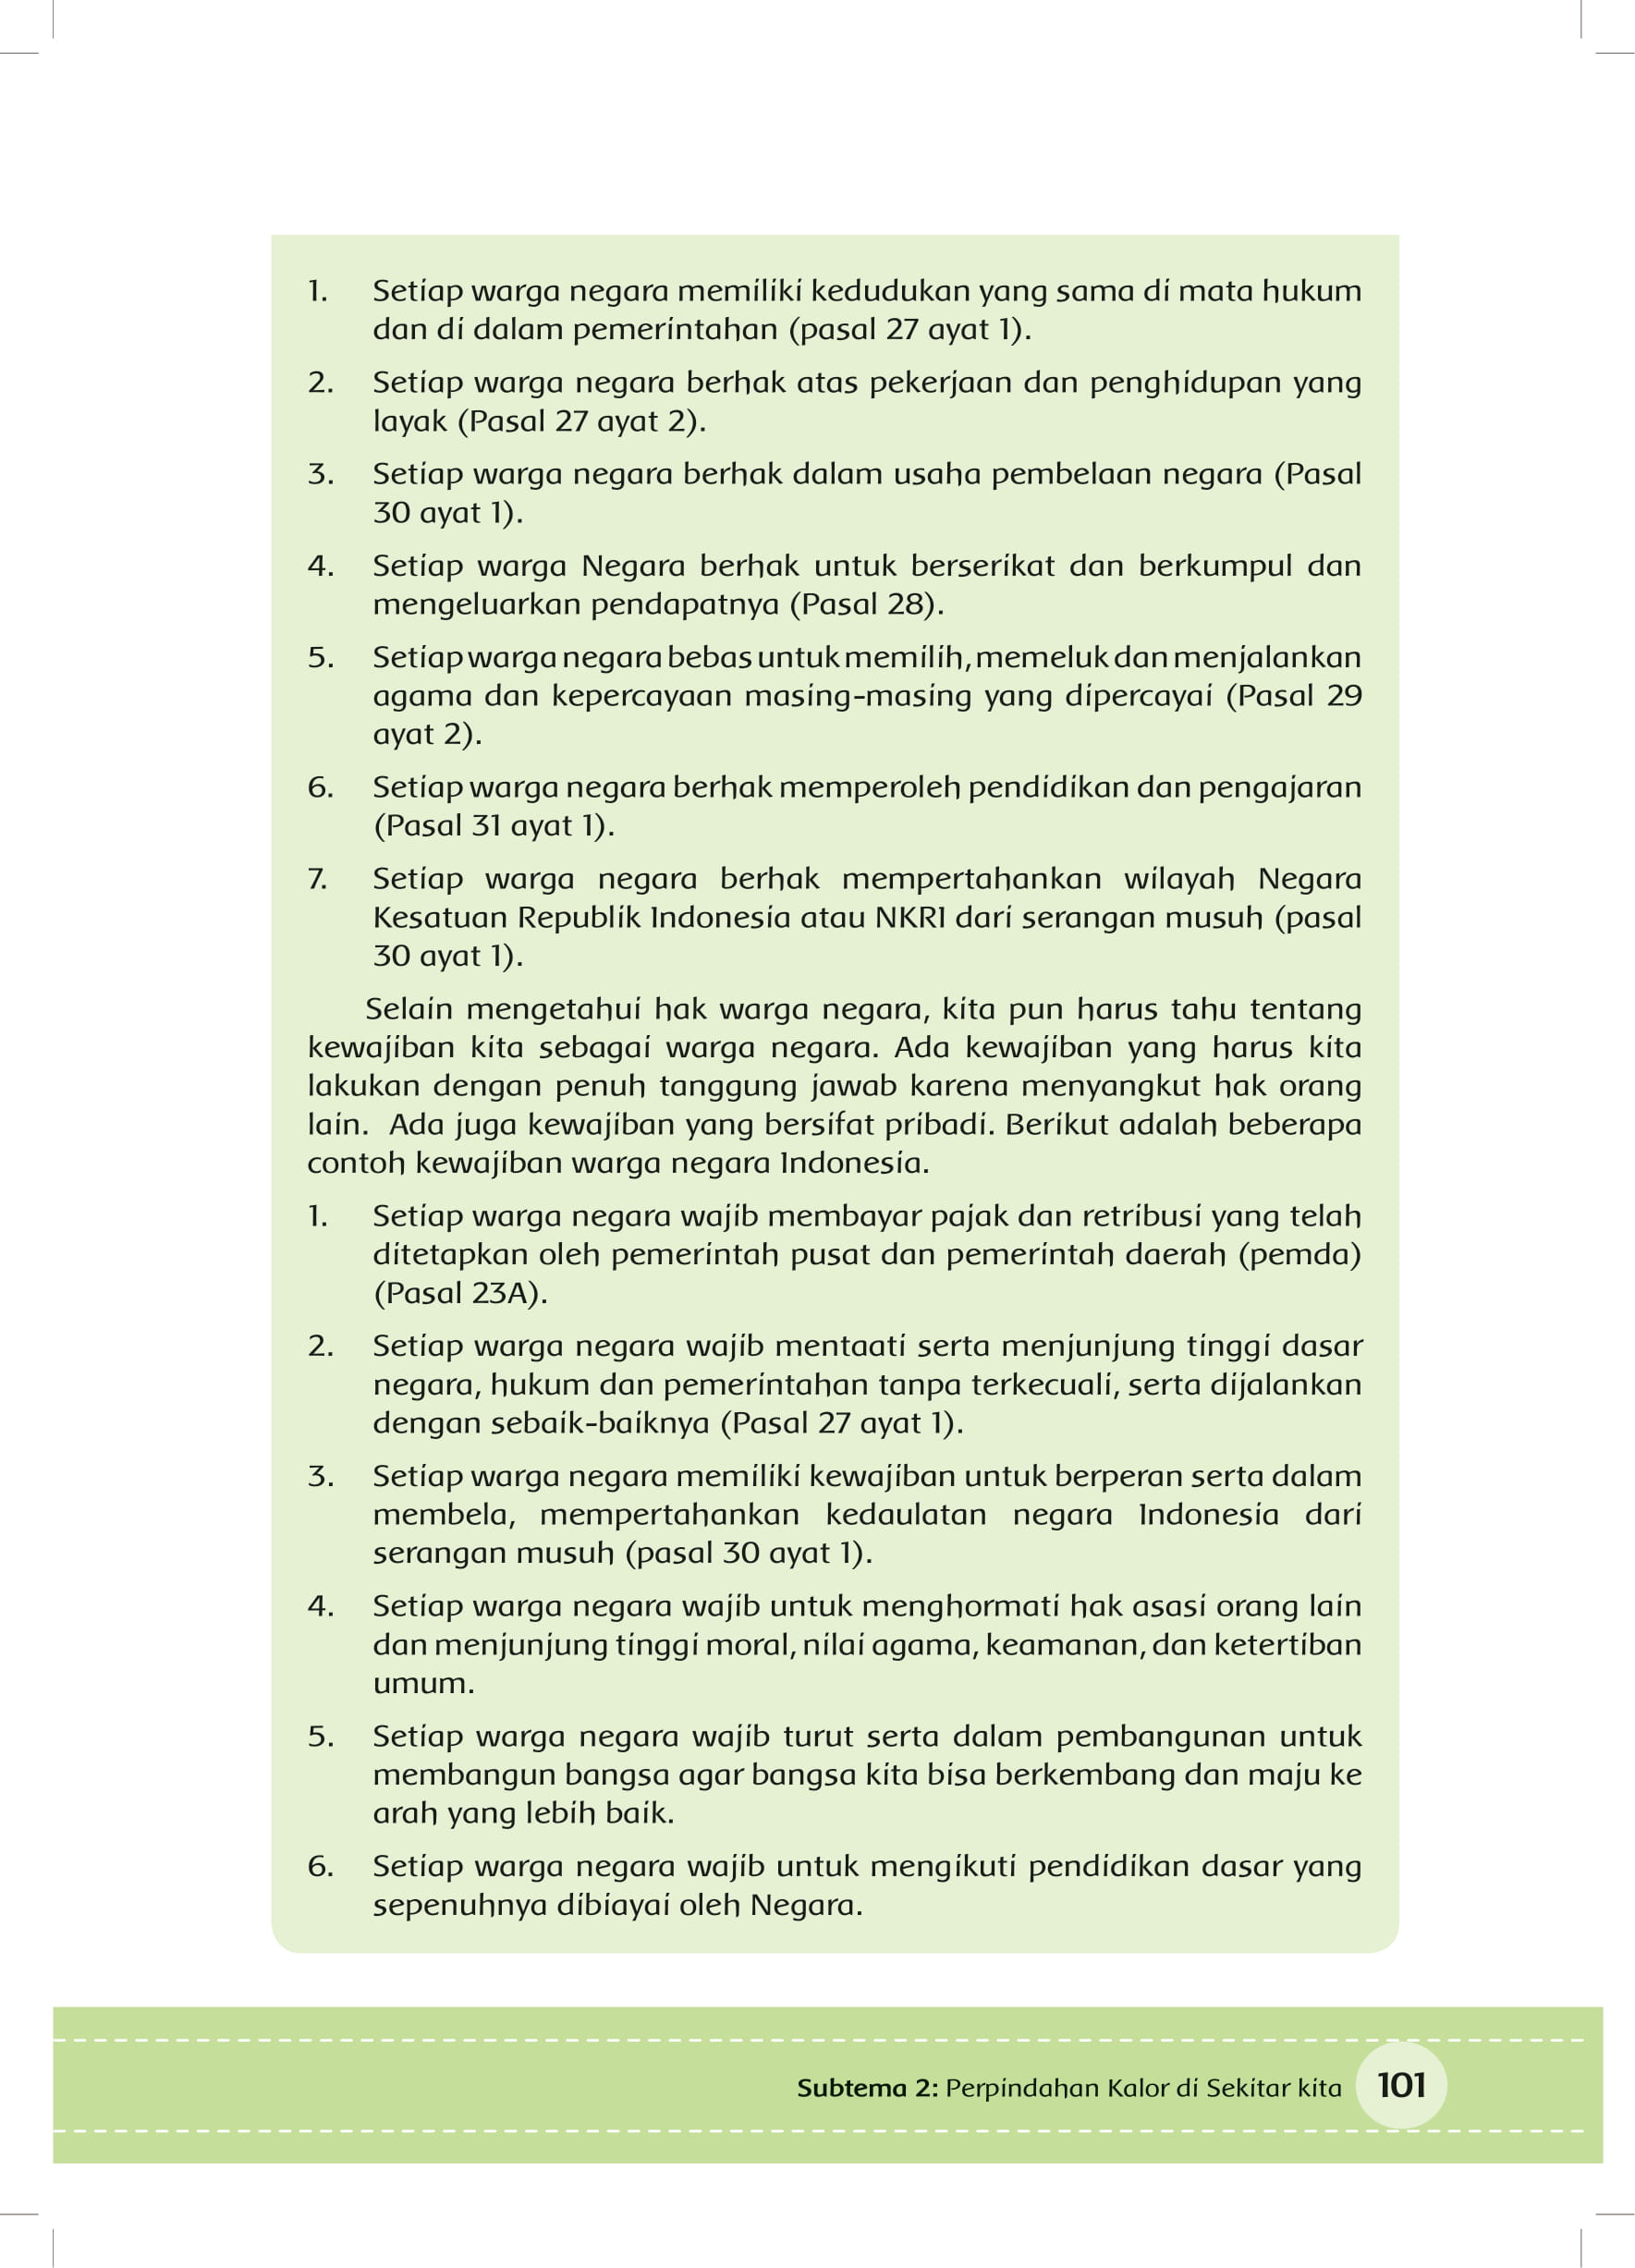 1. Setiap warga negara memiliki kedudukan yang sama di mata hukum
dan di dalam pemerintahan (pasal 27 ayat 1).
2. Setiap warga negara berhak atas pekerjaan dan penghidupan yang
layak (Pasal 27 ayat 2).
3. Setiap warga negara berhak dalam usaha pembelaan negara (Pasal
30 ayat 1).
4. Setiap warga Negara berhak untuk berserikat dan berkumpul dan
mengeluarkan pendapatnya (Pasal 28).
5. Setiap warga negara bebas untuk memilih, memeluk dan menjalankan
agama dan kepercayaan masing-masing yang dipercayai (Pasal 29
ayat 2).
6. Setiap warga negara berhak memperoleh pendidikan dan pengajaran
(Pasal 31 ayat 1).
7. Setiap warga negara berhak mempertahankan wilayah Negara
Kesatuan Republik Indonesia atau NKRI dari serangan musuh (pasal
30 ayat 1).
Selain mengetahui hak warga negara, kita pun harus tahu tentang
kewajiban kita sebagai warga negara. Ada kewajiban yang harus kita
lakukan dengan penuh tanggung jawab karena menyangkut hak orang
lain. Ada juga kewajiban yang bersifat pribadi. Berikut adalah beberapa
contoh kewajiban warga negara Indonesia.
1. Setiap warga negara wajib membayar pajak dan retribusi yang telah
ditetapkan oleh pemerintah pusat dan pemerintah daerah (pemda)
(Pasal 23A).
2. Setiap warga negara wajib mentaati serta menjunjung tinggi dasar
negara, hukum dan pemerintahan tanpa terkecuali, serta dijalankan
dengan sebaik-baiknya (Pasal 27 ayat 1).
3. Setiap warga negara memiliki kewajiban untuk berperan serta dalam
membela, mempertahankan kedaulatan negara Indonesia dari
serangan musuh (pasal 30 ayat 1).
4. Setiap warga negara wajib untuk menghormati hak asasi orang lain
dan menjunjung tinggi moral, nilai agama, keamanan, dan ketertiban
umum.
5. Setiap warga negara wajib turut serta dalam pembangunan untuk
membangun bangsa agar bangsa kita bisa berkembang dan maju ke
arah yang lebih baik.
6. Setiap warga negara wajib untuk mengikuti pendidikan dasar yang
sepenuhnya dibiayai oleh Negara.
Subtema 2: Perpindahan Kalor di Sekitar kita 101